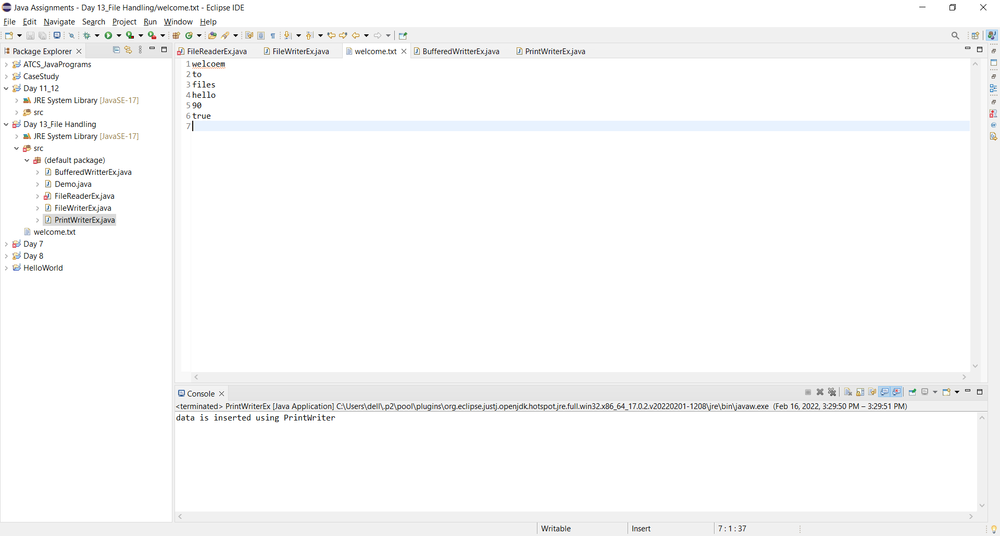 Java Assignments - Day 13_File Handling/welcome.txt - Eclipse IDE
File Edit Navigate Search Project Run Window Help
Package Explorer
ATCS_JavaPrograms
CaseStudy
Day 11_12
JRE System Library [JavaSE-17]
src
Day 13_File Handling
JRE System Library [JavaSE-17]
src
(default package)
BufferedWritterEx.java
Demo.java
FileReaderEx.java
FileWriterEx.java
PrintWriterEx.java
welcome.txt
Day 7
Day 8
HelloWorld
FileReaderEx.java FileWriterEx.java welcome.txt BufferedWritterEx.java PrintWriterEx.java
1 welcoem
2 to
3 files
4 hello
5 90
6 true
7
Console
<terminated> PrintWriterEx [Java Application] C:\Users\dell\.p2\pool\plugins\org.eclipse.justj.openjdk.hotspot.jre.full.win32.x86_64_17.0.2.v20220201-1208\jre\bin\javaw.exe (Feb 16, 2022, 3:29:50 PM – 3:29:51 PM)
data is inserted using PrintWriter
Writable Insert 7 : 1 : 37